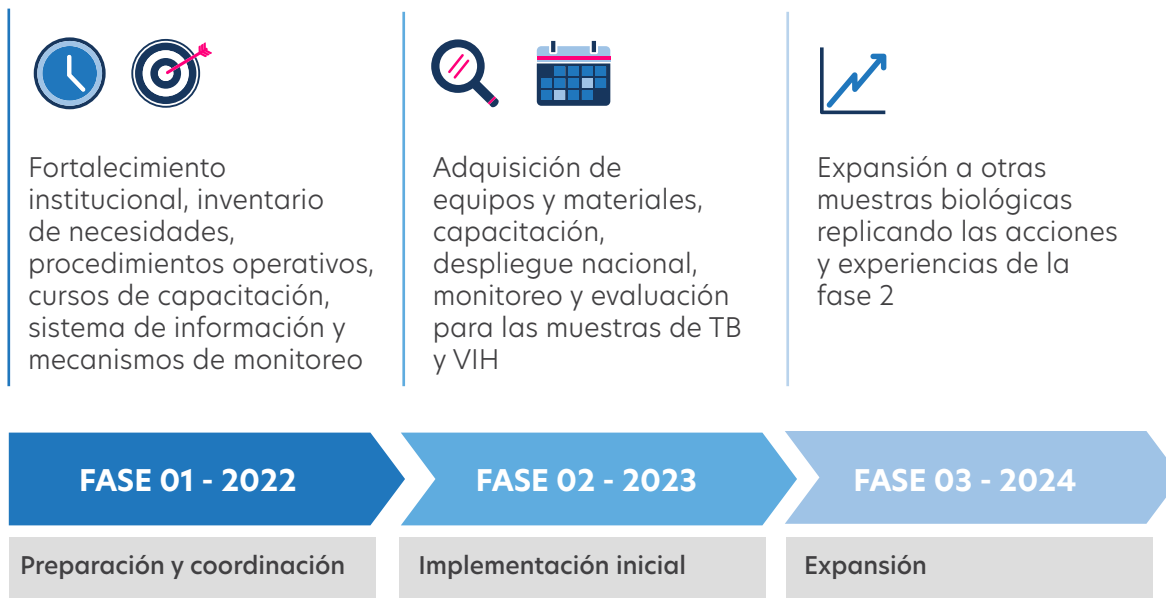 Fortalecimiento
institucional, inventario
de necesidades,
procedimientos operativos,
cursos de capacitación,
sistema de información y
mecanismos de monitoreo
Adquisición de
equipos y materiales,
capacitación,
despliegue nacional,
monitoreo y evaluación
para las muestras de TB
y VIH
Expansión a otras
muestras biológicas
replicando las acciones
y experiencias de la
fase 2
FASE 01 - 2022
FASE 02 - 2023
FASE 03 - 2024
Preparación y coordinación
Implementación inicial
Expansión